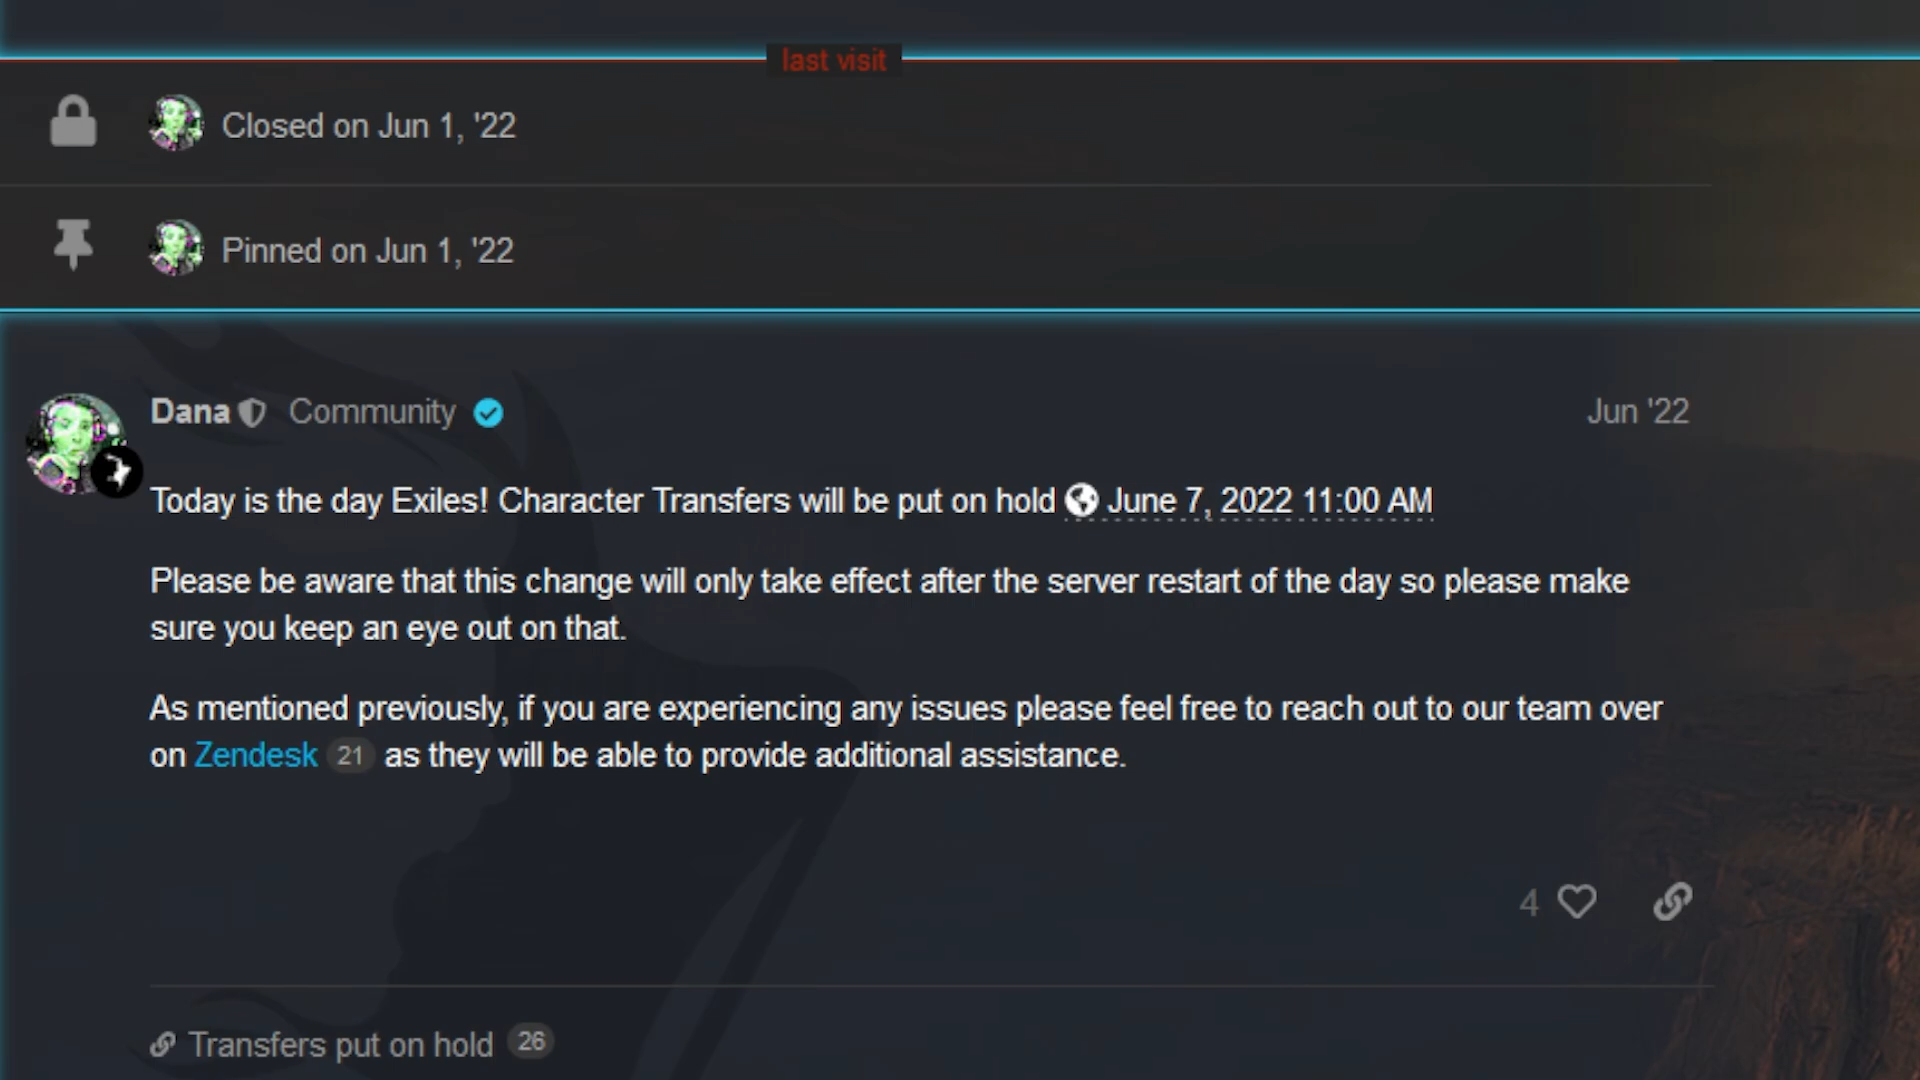 last visit
Closed on Jun 1, '22
Pinned on Jun 1, '22
Dana Community Jun '22
Today is the day Exiles! Character Transfers will be put on hold June 7, 2022 11:00 AM
Please be aware that this change will only take effect after the server restart of the day so please make
sure you keep an eye out on that.
As mentioned previously, if you are experiencing any issues please feel free to reach out to our team over
on Zendesk 21 as they will be able to provide additional assistance.
4
Transfers put on hold 26